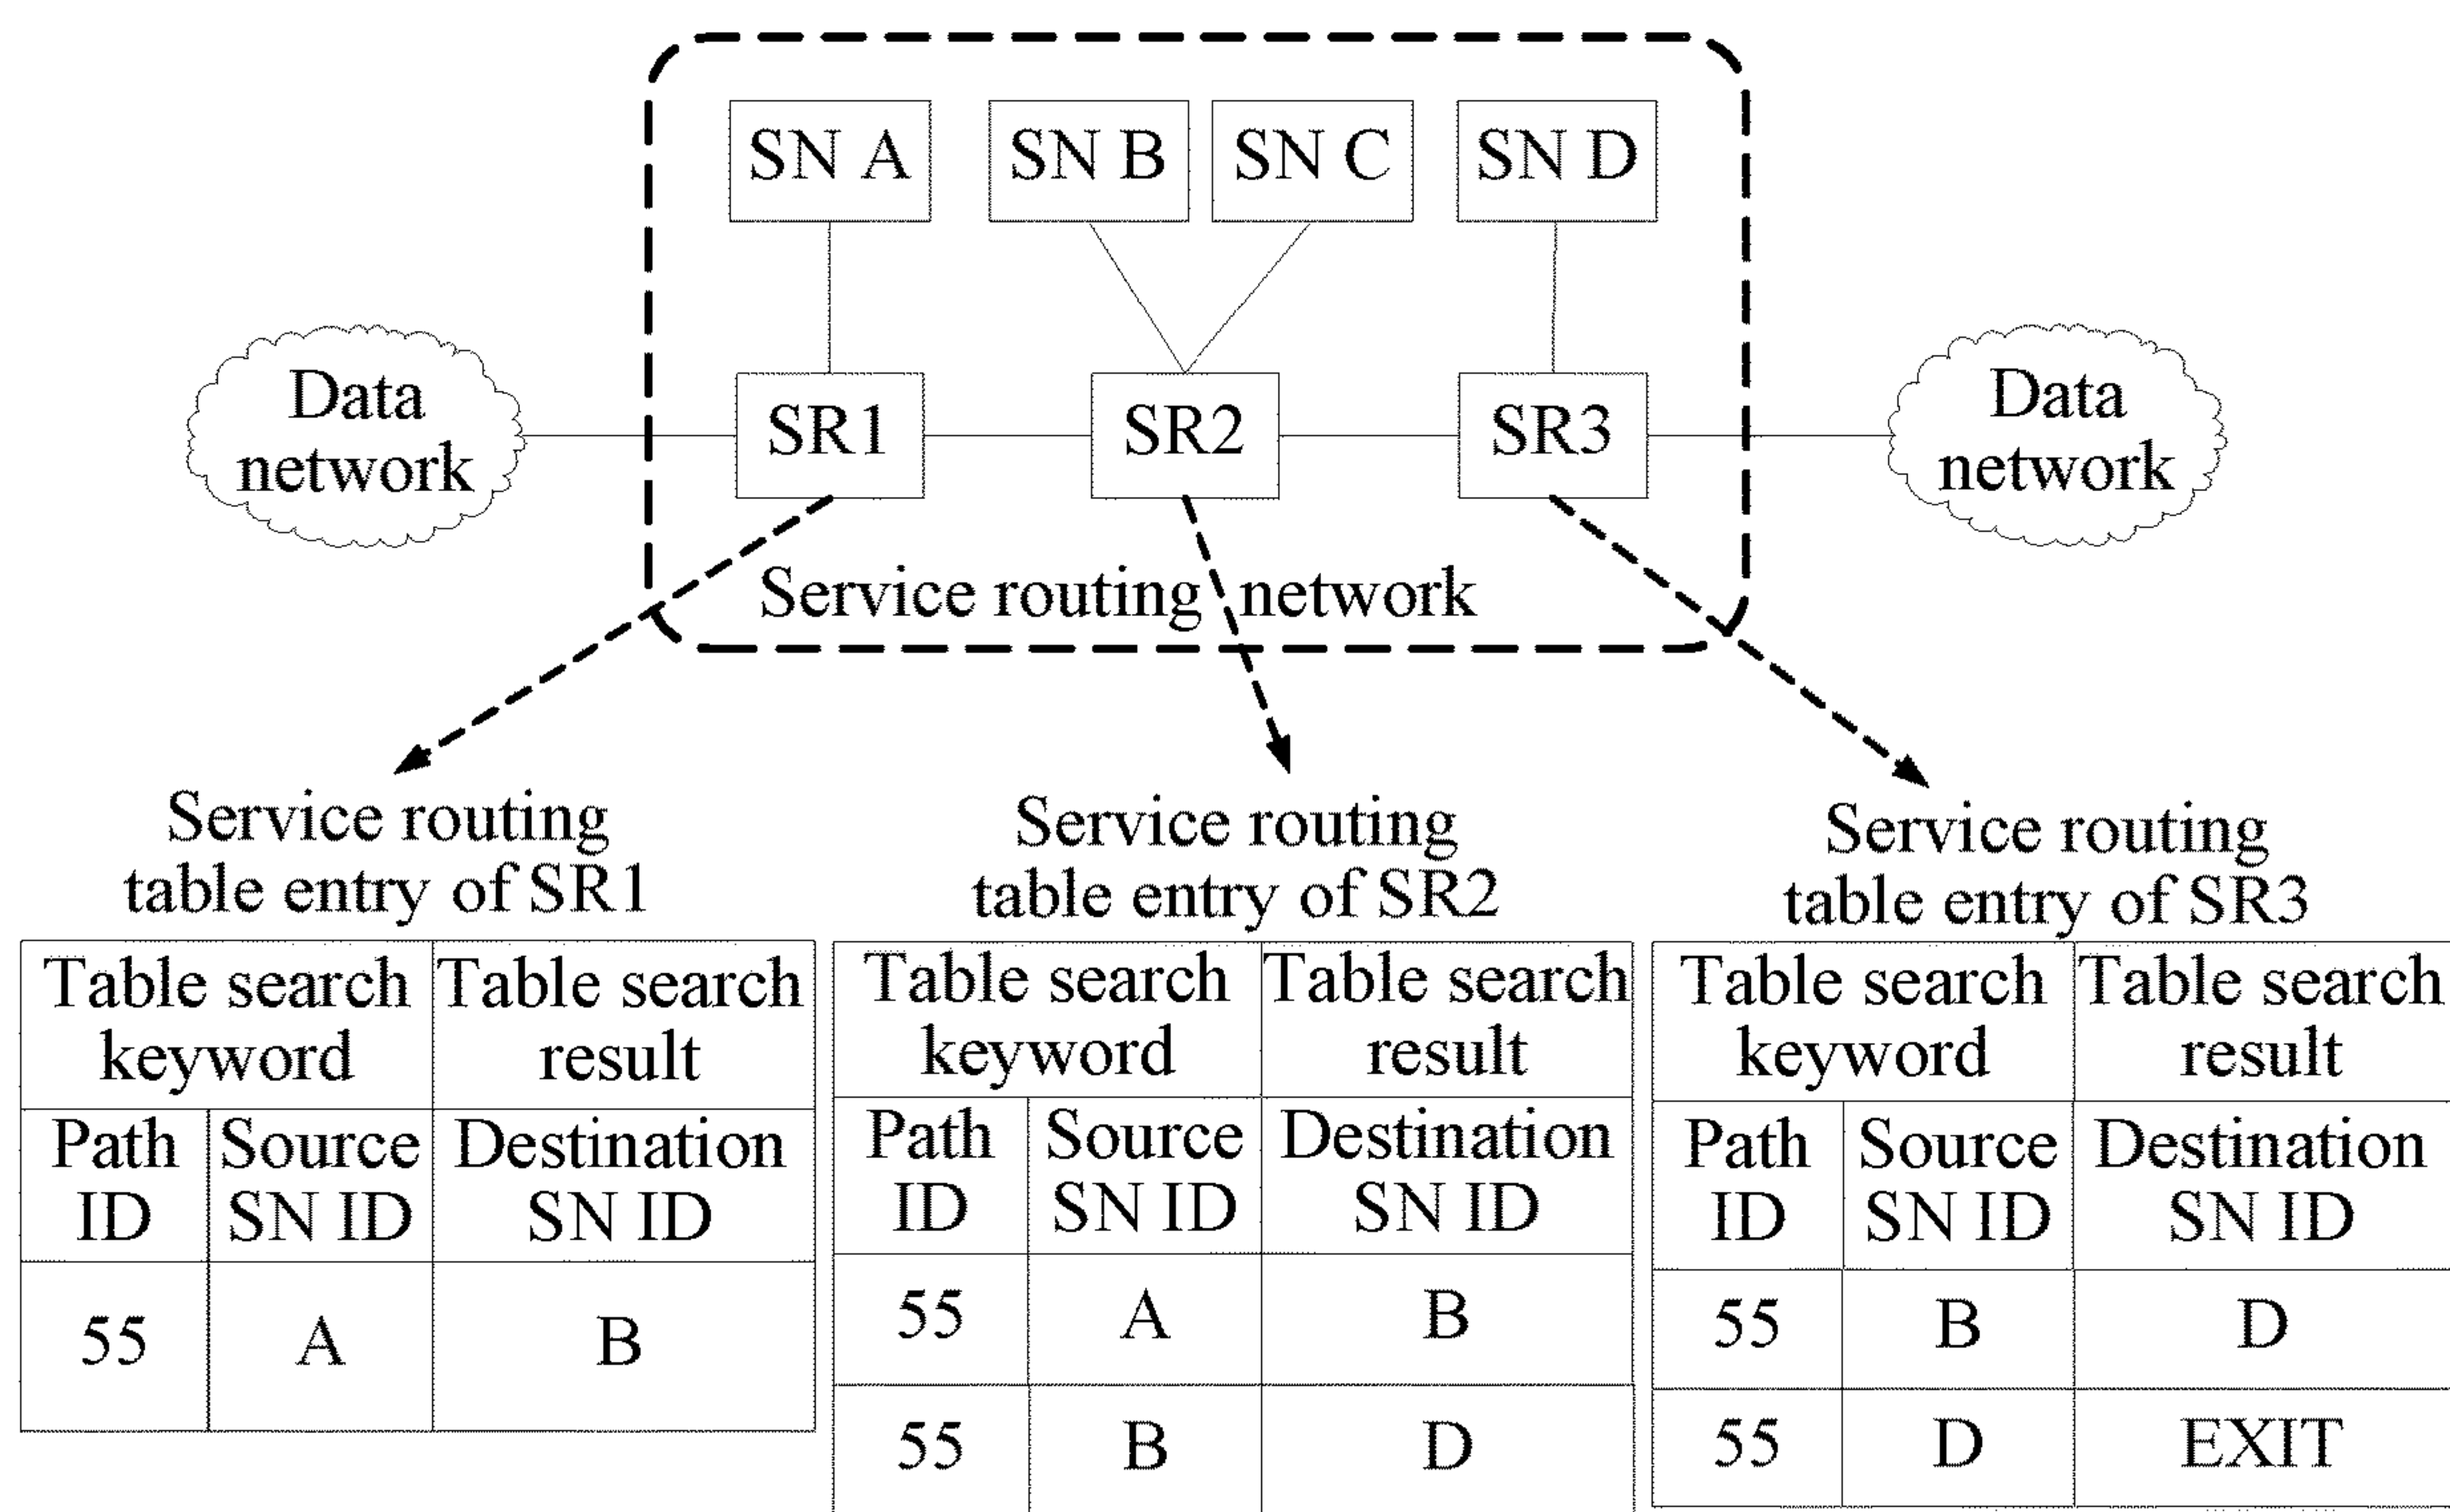 SN A
SN B
SN C
SN D
Data
network
SR1
SR2
SR3
Data
network
Service routing network
Service routing
table entry of SR1
Table search
keyword
Table search
result
Path
ID
Source
SN ID
Destination
SN ID
55
A
B
Service routing
table entry of SR2
Table search
keyword
Table search
result
Path
ID
Source
SN ID
Destination
SN ID
55
A
B
55
B
D
Service routing
table entry of SR3
Table search
keyword
Table search
result
Path
ID
Source
SN ID
Destination
SN ID
55
B
D
55
D
EXIT